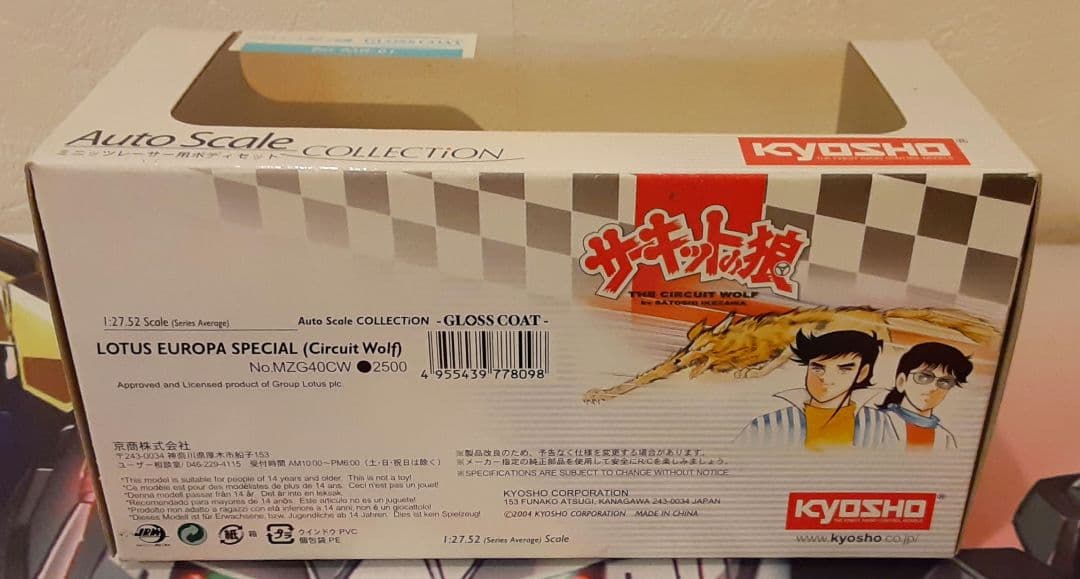 GLOSS COAT
Auto Scale
COLLECTiON
ミニッツレーサー用ボディセット
KYOSHO
THE FINEST RADIO CONTROL MODELS
サーキットの狼
THE CIRCUIT WOLF
by SATOSHI IKEZAWA
1:27.52 Scale (Series Average)
Auto Scale COLLECTiON - GLOSS COAT -
LOTUS EUROPA SPECIAL (Circuit Wolf)
No.MZG40CW ●2500
4 955439 778098
Approved and Licensed product of Group Lotus plc.
京商株式会社
〒243-0034 神奈川県厚木市船子153
ユーザー相談室/ 046-229-4115 受付時間 AM10:00~PM6:00 (土・日・祝日は除く)
*This model is suitable for people of 14 years and older. This is not a toy!
*Ce modèle est pour des modélistes de plus de 14 ans. Ceci n'est pas un jouet!
*Denna modell passar från 14 år. Det är inte en leksak.
*Recomendado para mayores de 14 años. Este artículo no es un juguete!
*Prodotto non adatto a ragazzi con età inferiore a 14 anni, non è un giocattolo!
*Dieses Modell ist für Erwachsene, bzw. Jugendliche ab 14 Jahren. Dies ist kein Spielzeug!
紙 箱
プラ
ウインドウ PVC
個包装 PE
※製品改良のため、予告なく仕様を変更する場合があります。
※メーカー指定の純正部品を使用して安全にR/Cを楽しみましょう。
※SPECIFICATIONS ARE SUBJECT TO CHANGE WITHOUT NOTICE
KYOSHO CORPORATION
153 FUNAKO ATSUGI, KANAGAWA 243-0034 JAPAN
©2004 KYOSHO CORPORATION MADE IN CHINA
1:27.52 (Series Average) Scale
KYOSHO
THE FINEST RADIO CONTROL MODELS
www.kyosho.co.jp/